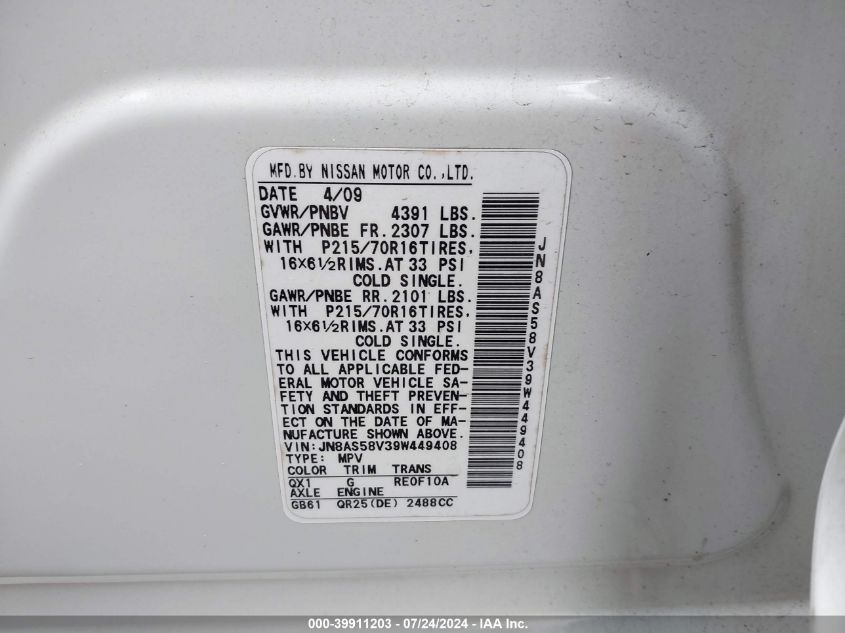 MFD.BY NISSAN MOTOR CO.,LTD.
DATE 4/09
GVWR/PNBV 4391 LBS.
GAWR/PNBE FR. 2307 LBS.
WITH P215/70R16TIRES,
16X6½RIMS.AT 33 PSI
COLD SINGLE.
GAWR/PNBE RR. 2101 LBS.
WITH P215/70R16TIRES,
16X6½RIMS.AT 33 PSI
COLD SINGLE.
THIS VEHICLE CONFORMS
TO ALL APPLICABLE FED-
ERAL MOTOR VEHICLE SA-
FETY AND THEFT PREVEN-
TION STANDARDS IN EFF-
ECT ON THE DATE OF MA-
NUFACTURE SHOWN ABOVE.
VIN:JN8AS58V39W449408
TYPE: MPV
COLOR TRIM TRANS
QX1 G RE0F10A
AXLE ENGINE
GB61 QR25(DE) 2488CC
JN8AS58V39W449408
000-39911203 - 07/24/2024 - IAA Inc.